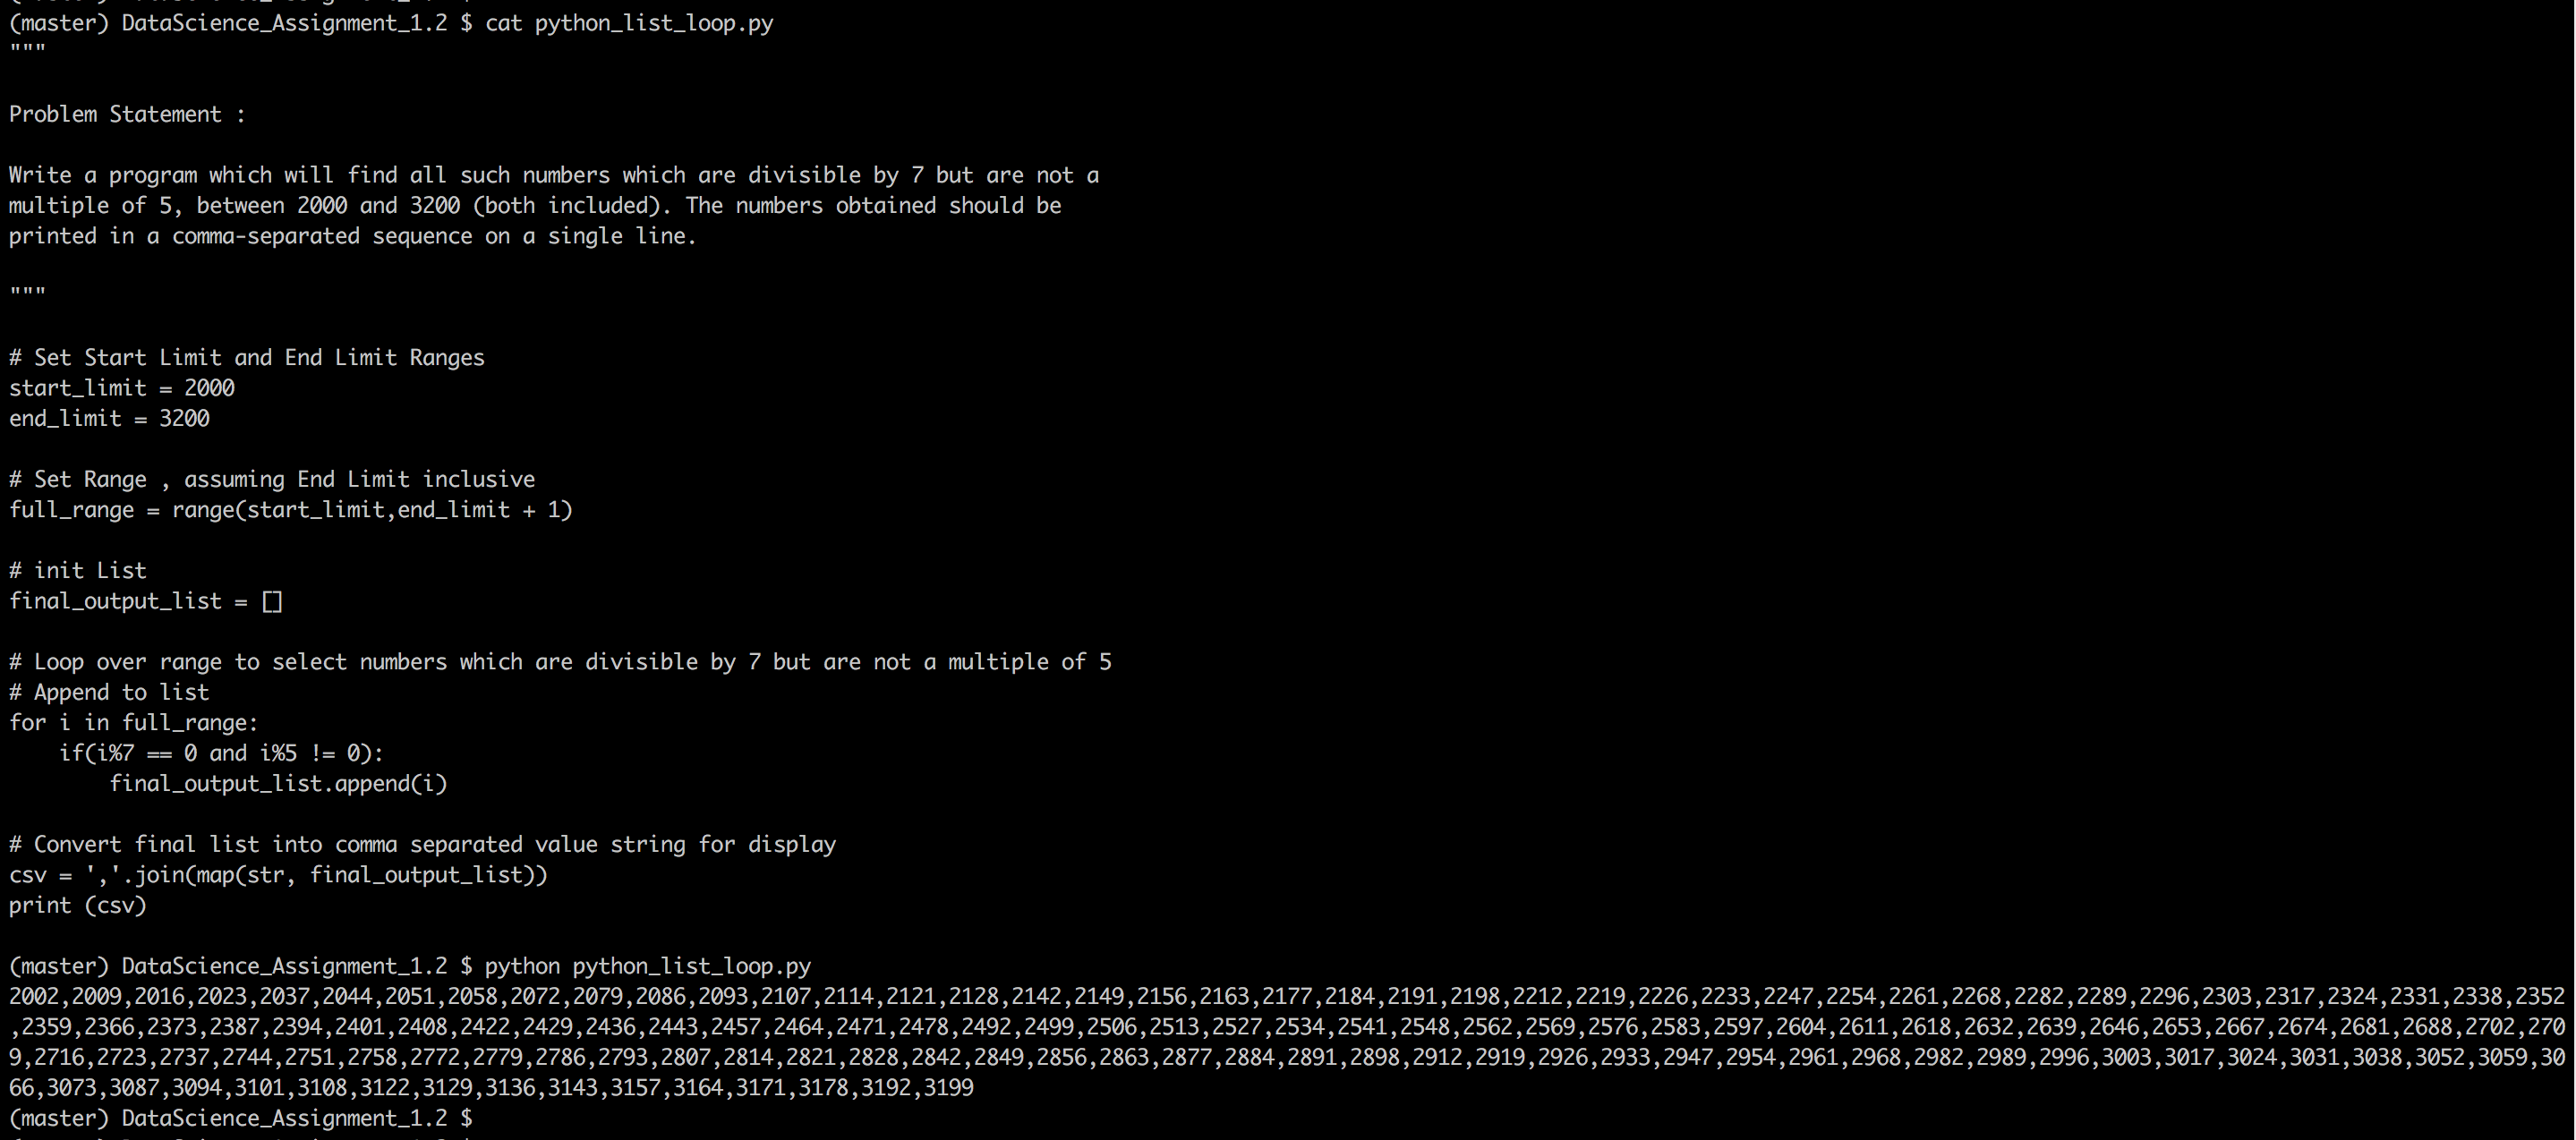 (master) DataScience_Assignment_1.2 $ cat python_list_loop.py
"""
Problem Statement :
Write a program which will find all such numbers which are divisible by 7 but are not a
multiple of 5, between 2000 and 3200 (both included). The numbers obtained should be
printed in a comma-separated sequence on a single line.
"""
# Set Start Limit and End Limit Ranges
start_limit = 2000
end_limit = 3200
# Set Range , assuming End Limit inclusive
full_range = range(start_limit,end_limit + 1)
# init List
final_output_list = []
# Loop over range to select numbers which are divisible by 7 but are not a multiple of 5
# Append to list
for i in full_range:
    if(i%7 == 0 and i%5 != 0):
        final_output_list.append(i)
# Convert final list into comma separated value string for display
csv = ','.join(map(str, final_output_list))
print (csv)
(master) DataScience_Assignment_1.2 $ python python_list_loop.py
2002,2009,2016,2023,2037,2044,2051,2058,2072,2079,2086,2093,2107,2114,2121,2128,2142,2149,2156,2163,2177,2184,2191,2198,2212,2219,2226,2233,2247,2254,2261,2268,2282,2289,2296,2303,2317,2324,2331,2338,2352
,2359,2366,2373,2387,2394,2401,2408,2422,2429,2436,2443,2457,2464,2471,2478,2492,2499,2506,2513,2527,2534,2541,2548,2562,2569,2576,2583,2597,2604,2611,2618,2632,2639,2646,2653,2667,2674,2681,2688,2702,270
9,2716,2723,2737,2744,2751,2758,2772,2779,2786,2793,2807,2814,2821,2828,2842,2849,2856,2863,2877,2884,2891,2898,2912,2919,2926,2933,2947,2954,2961,2968,2982,2989,2996,3003,3017,3024,3031,3038,3052,3059,30
66,3073,3087,3094,3101,3108,3122,3129,3136,3143,3157,3164,3171,3178,3192,3199
(master) DataScience_Assignment_1.2 $